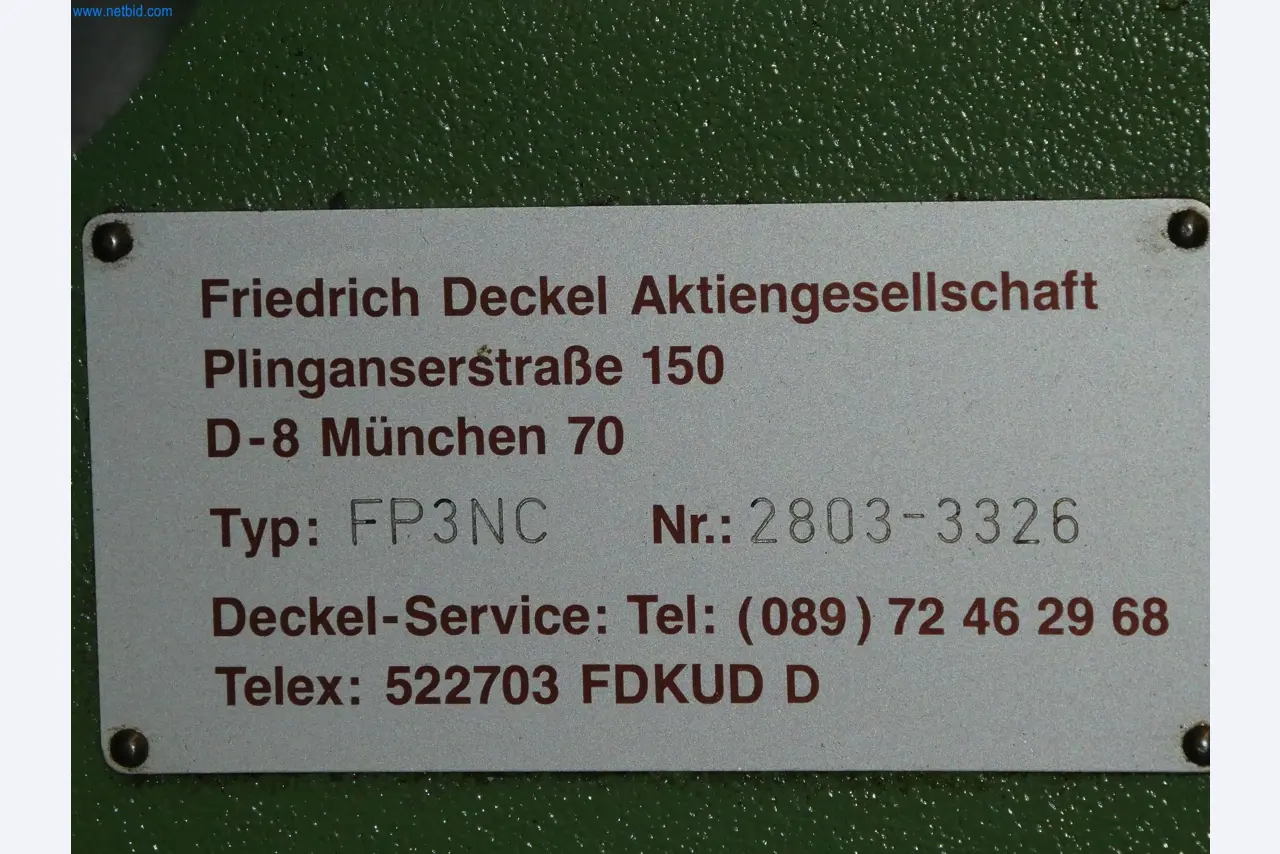 www.netbid.com
Friedrich Deckel Aktiengesellschaft
Plinganserstraße 150
D-8 München 70
Typ: FP3NC Nr.: 2803-3326
Deckel-Service: Tel: (089) 72 46 29 68
Telex: 522703 FDKUD D